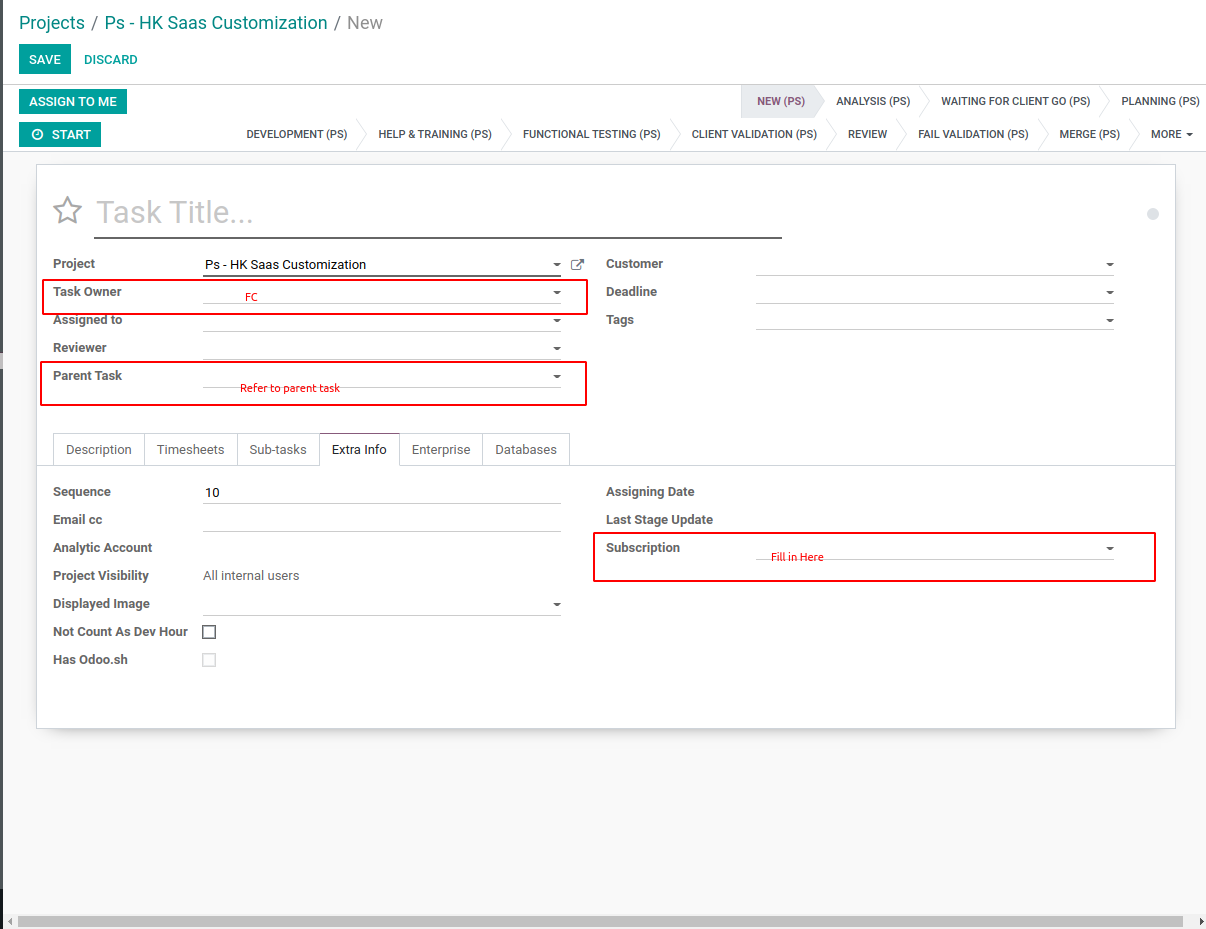 Projects / Ps - HK Saas Customization / New
SAVE DISCARD
ASSIGN TO ME
NEW (PS) ANALYSIS (PS) WAITING FOR CLIENT GO (PS) PLANNING (PS)
START
DEVELOPMENT (PS) HELP & TRAINING (PS) FUNCTIONAL TESTING (PS) CLIENT VALIDATION (PS) REVIEW FAIL VALIDATION (PS) MERGE (PS) MORE
Task Title...
Project Ps - HK Saas Customization
Task Owner FC
Assigned to
Reviewer
Parent Task
Refer to parent task
Customer
Deadline
Tags
Description Timesheets Sub-tasks Extra Info Enterprise Databases
Sequence 10
Email cc
Analytic Account
Project Visibility All internal users
Displayed Image
Not Count As Dev Hour
Has Odoo.sh
Assigning Date
Last Stage Update
Subscription
Fill in Here